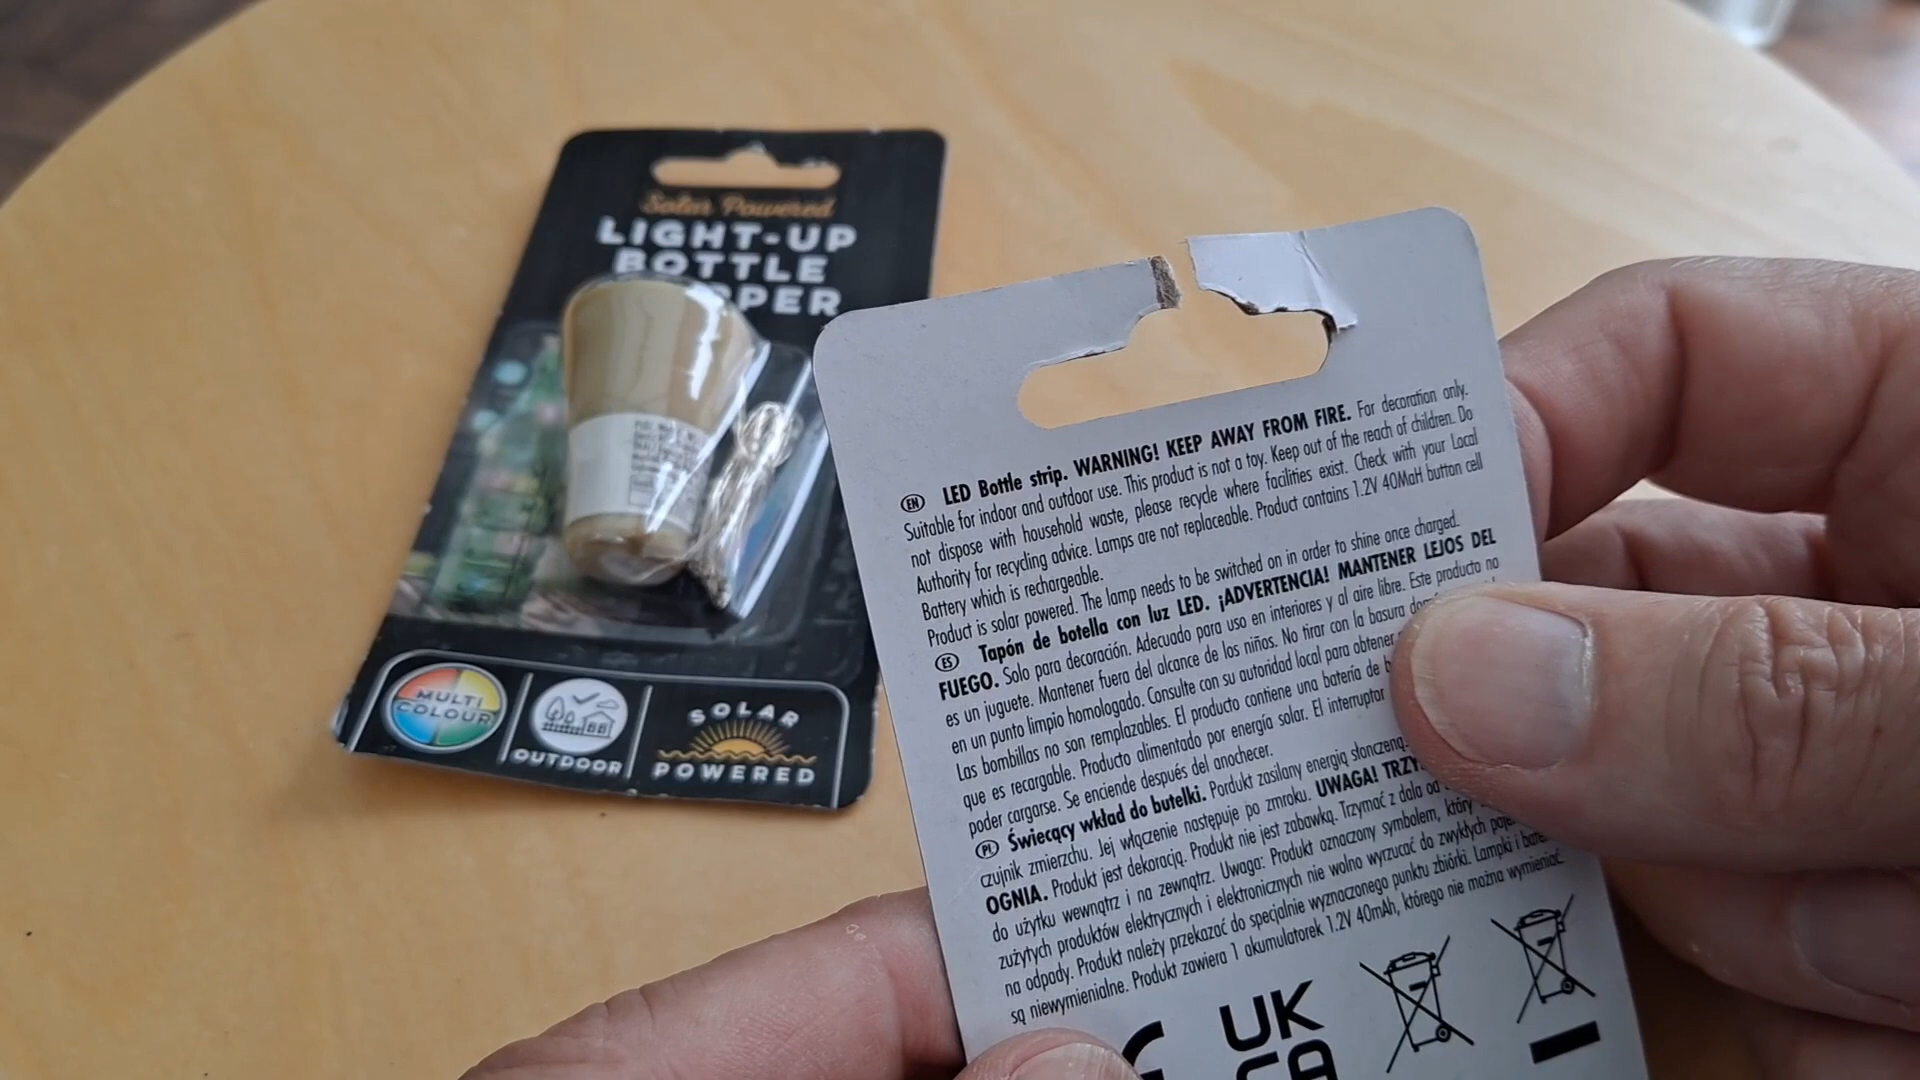 Solar Powered
LIGHT-UP
BOTTLE
PPER
MULTI
COLOUR
OUTDOOR
SOLAR
POWERED
EN LED Bottle strip. WARNING! KEEP AWAY FROM FIRE. For decoration only.
Suitable for indoor and outdoor use. This product is not a toy. Keep out of the reach of children. Do
not dispose with household waste, please recycle where facilities exist. Check with your Local
Authority for recycling advice. Lamps are not replaceable. Product contains 1.2V 40MaH button cell
Battery which is rechargeable.
Product is solar powered. The lamp needs to be switched on in order to shine once charged.
ES Tapón de botella con luz LED. ¡ADVERTENCIA! MANTENER LEJOS DEL
FUEGO. Solo para decoración. Adecuado para uso en interiores y al aire libre. Este producto no
es un juguete. Mantener fuera del alcance de los niños. No tirar con la basura
en un punto limpio homologado. Consulte con su autoridad local para obtener
Las bombillas no son remplazables. El producto contiene una batería de
que es recargable. Producto alimentado por energía solar. El interruptor
poder cargarse. Se enciende después del anochecer.
PI Świecący wkład do butelki. Pordukt zasilany energią słonczeną.
czujnik zmierzchu. Jej włączenie następuje po zmroku. UWAGA! TRZY
OGNIA. Produkt jest dekoracją. Produkt nie jest zabawką. Trzymać z dala od
do użytku wewnątrz i na zewnątrz. Uwaga: Produkt oznaczony symbolem, który
zużytych produktów elektrycznych i elektronicznych nie wolno wyrzucać do zwykłych
na odpady. Produkt należy przekazać do specjalnie wyznaczonego punktu zbiórki. Lampki i
są niewymienialne. Produkt zawiera 1 akumulatorek 1.2V 40mAh, którego nie można wymieniać.
UK
CA